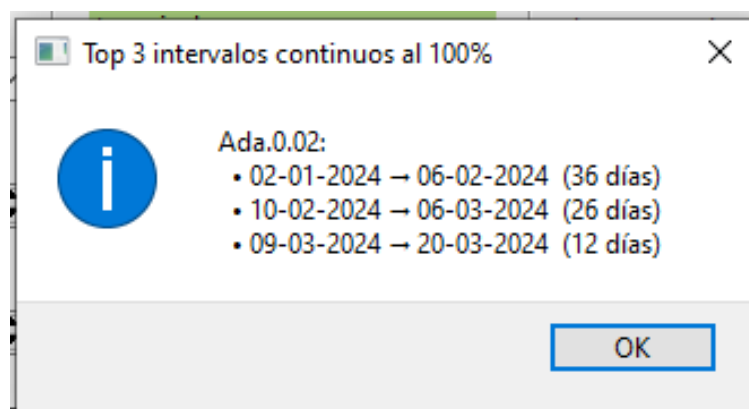 Top 3 intervalos continuos al 100%
Ada.0.02:
• 02-01-2024 → 06-02-2024 (36 días)
• 10-02-2024 → 06-03-2024 (26 días)
• 09-03-2024 → 20-03-2024 (12 días)
OK